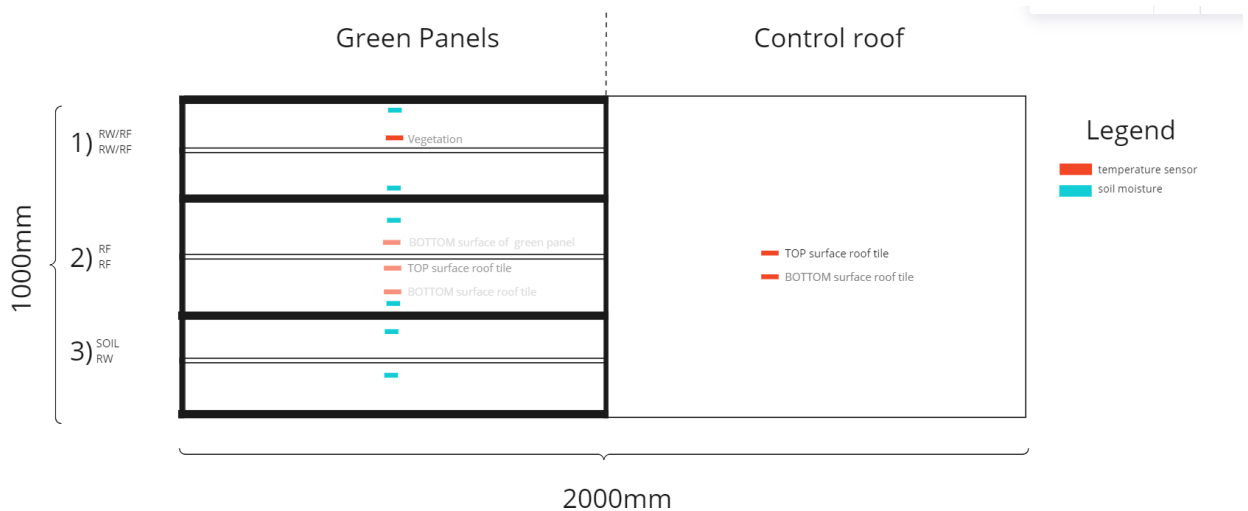 Green Panels
Control roof
1) RW/RF
RW/RF
Vegetation
Legend
temperature sensor
soil moisture
1000mm
2) RF
RF
BOTTOM surface of green panel
TOP surface roof tile
BOTTOM surface roof tile
TOP surface roof tile
BOTTOM surface roof tile
3) SOIL
RW
2000mm